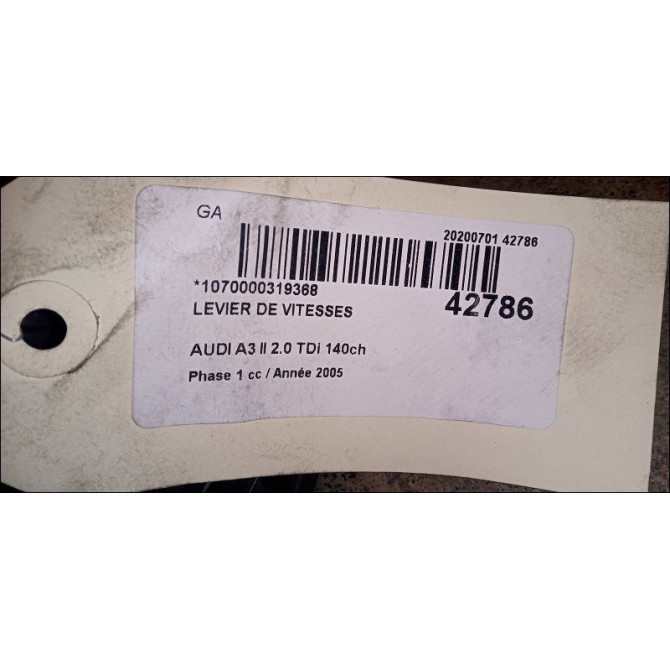 GA
20200701 42786
*1070000319368
42786
LEVIER DE VITESSES
AUDI A3 II 2.0 TDi 140ch
Phase 1 cc / Année 2005